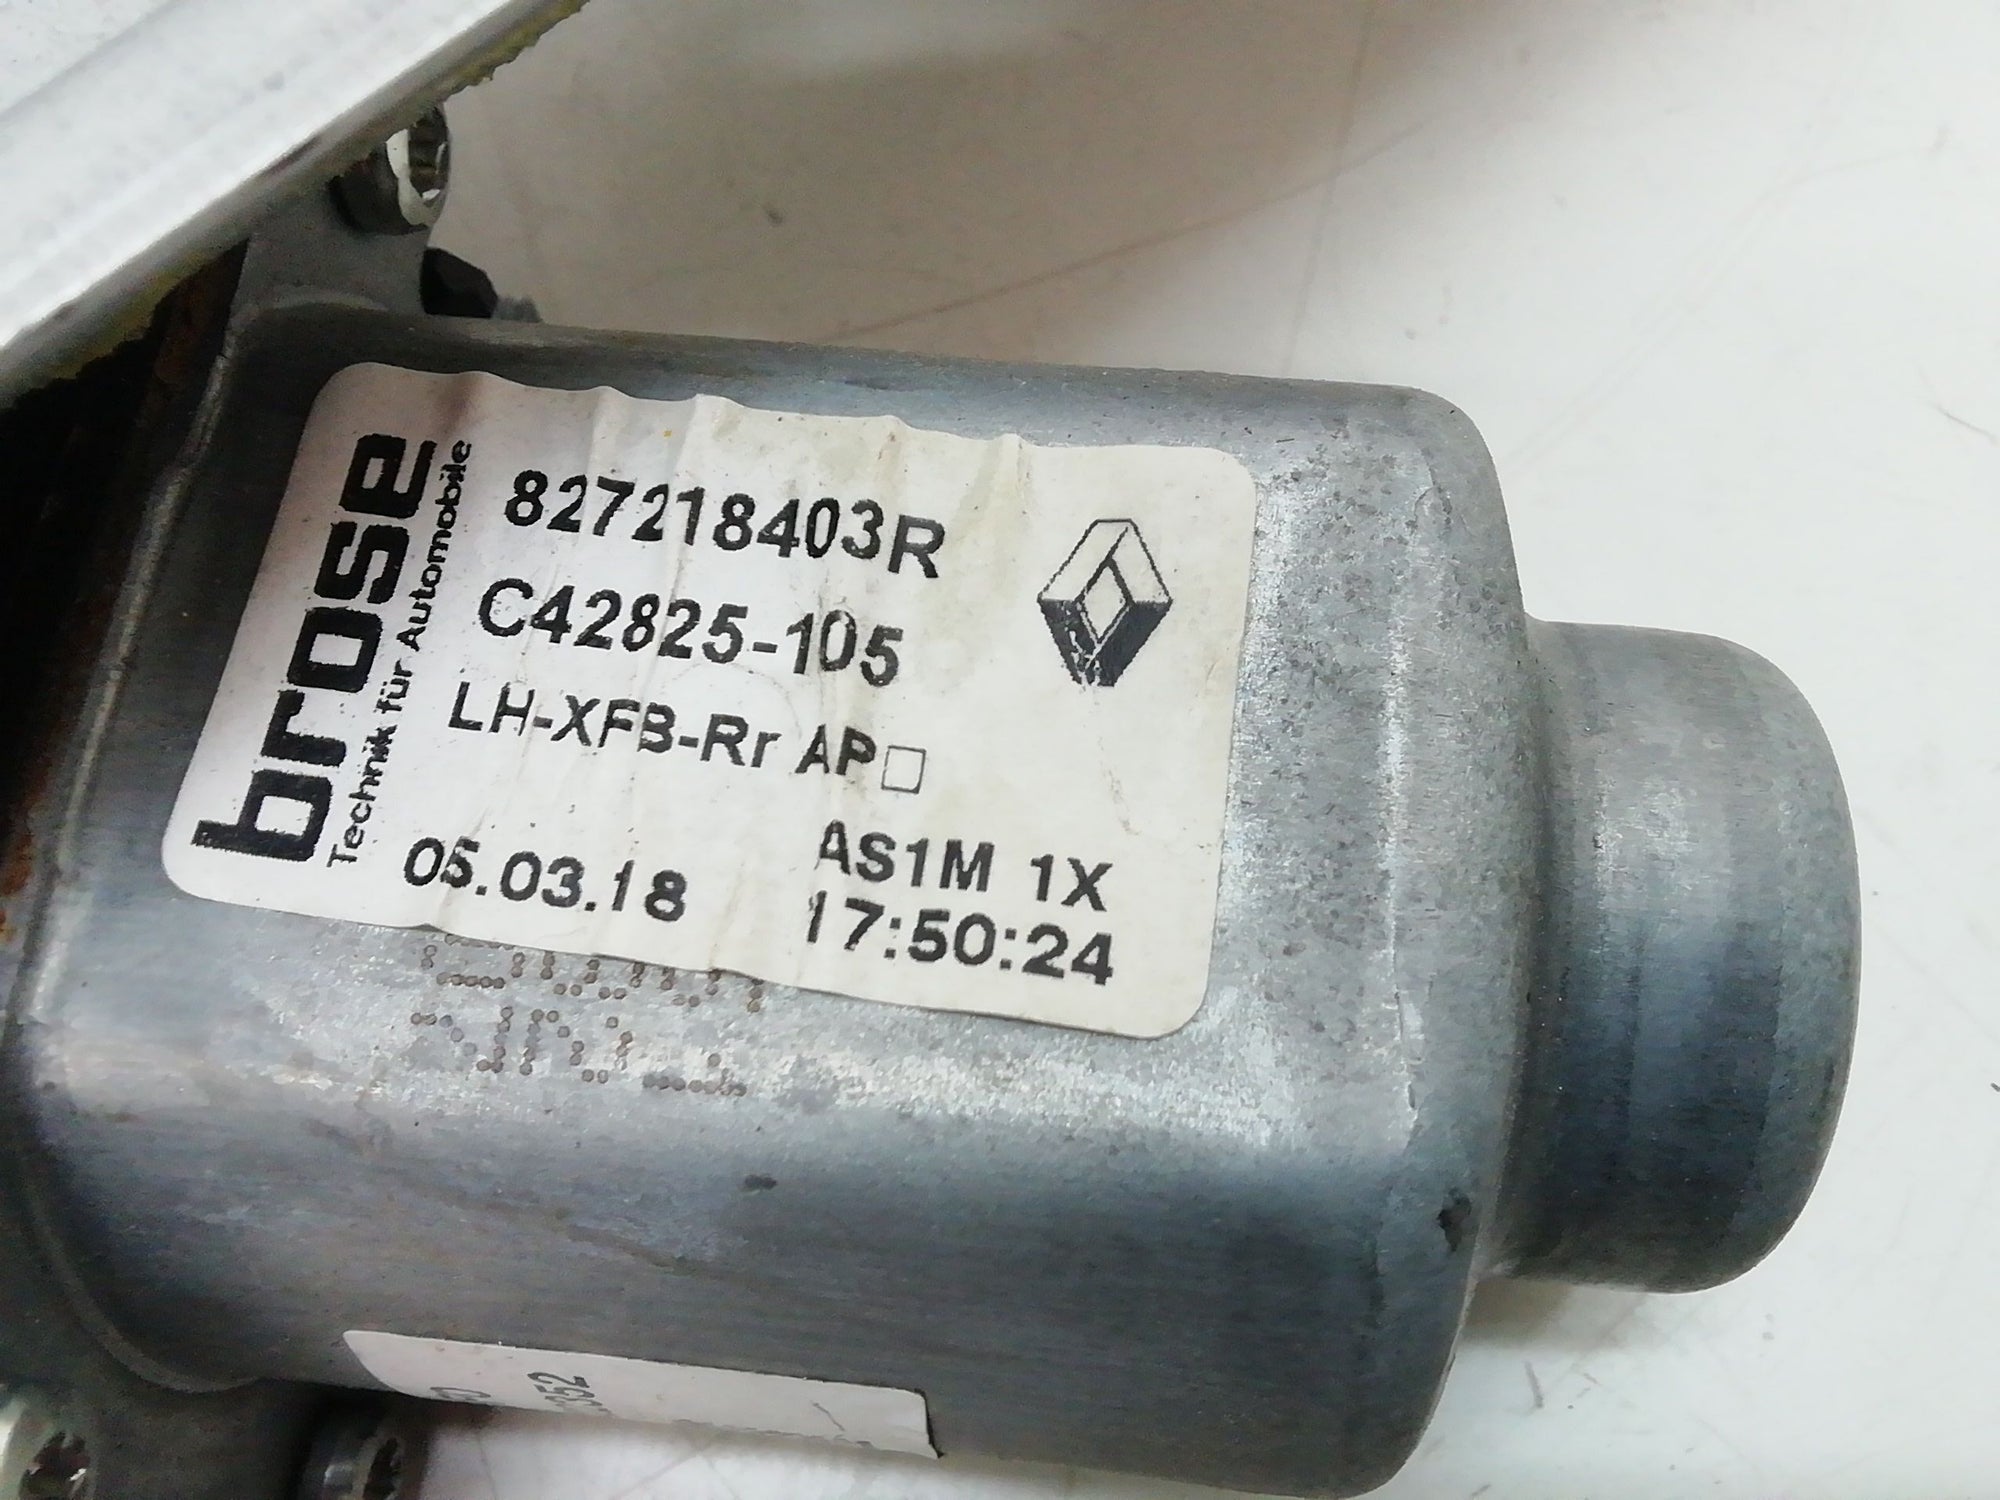 brose
Technik für Automobile
827218403R
C42825-105
LH-XFB-Rr AP□
AS1M 1X
05.03.18 17:50:24